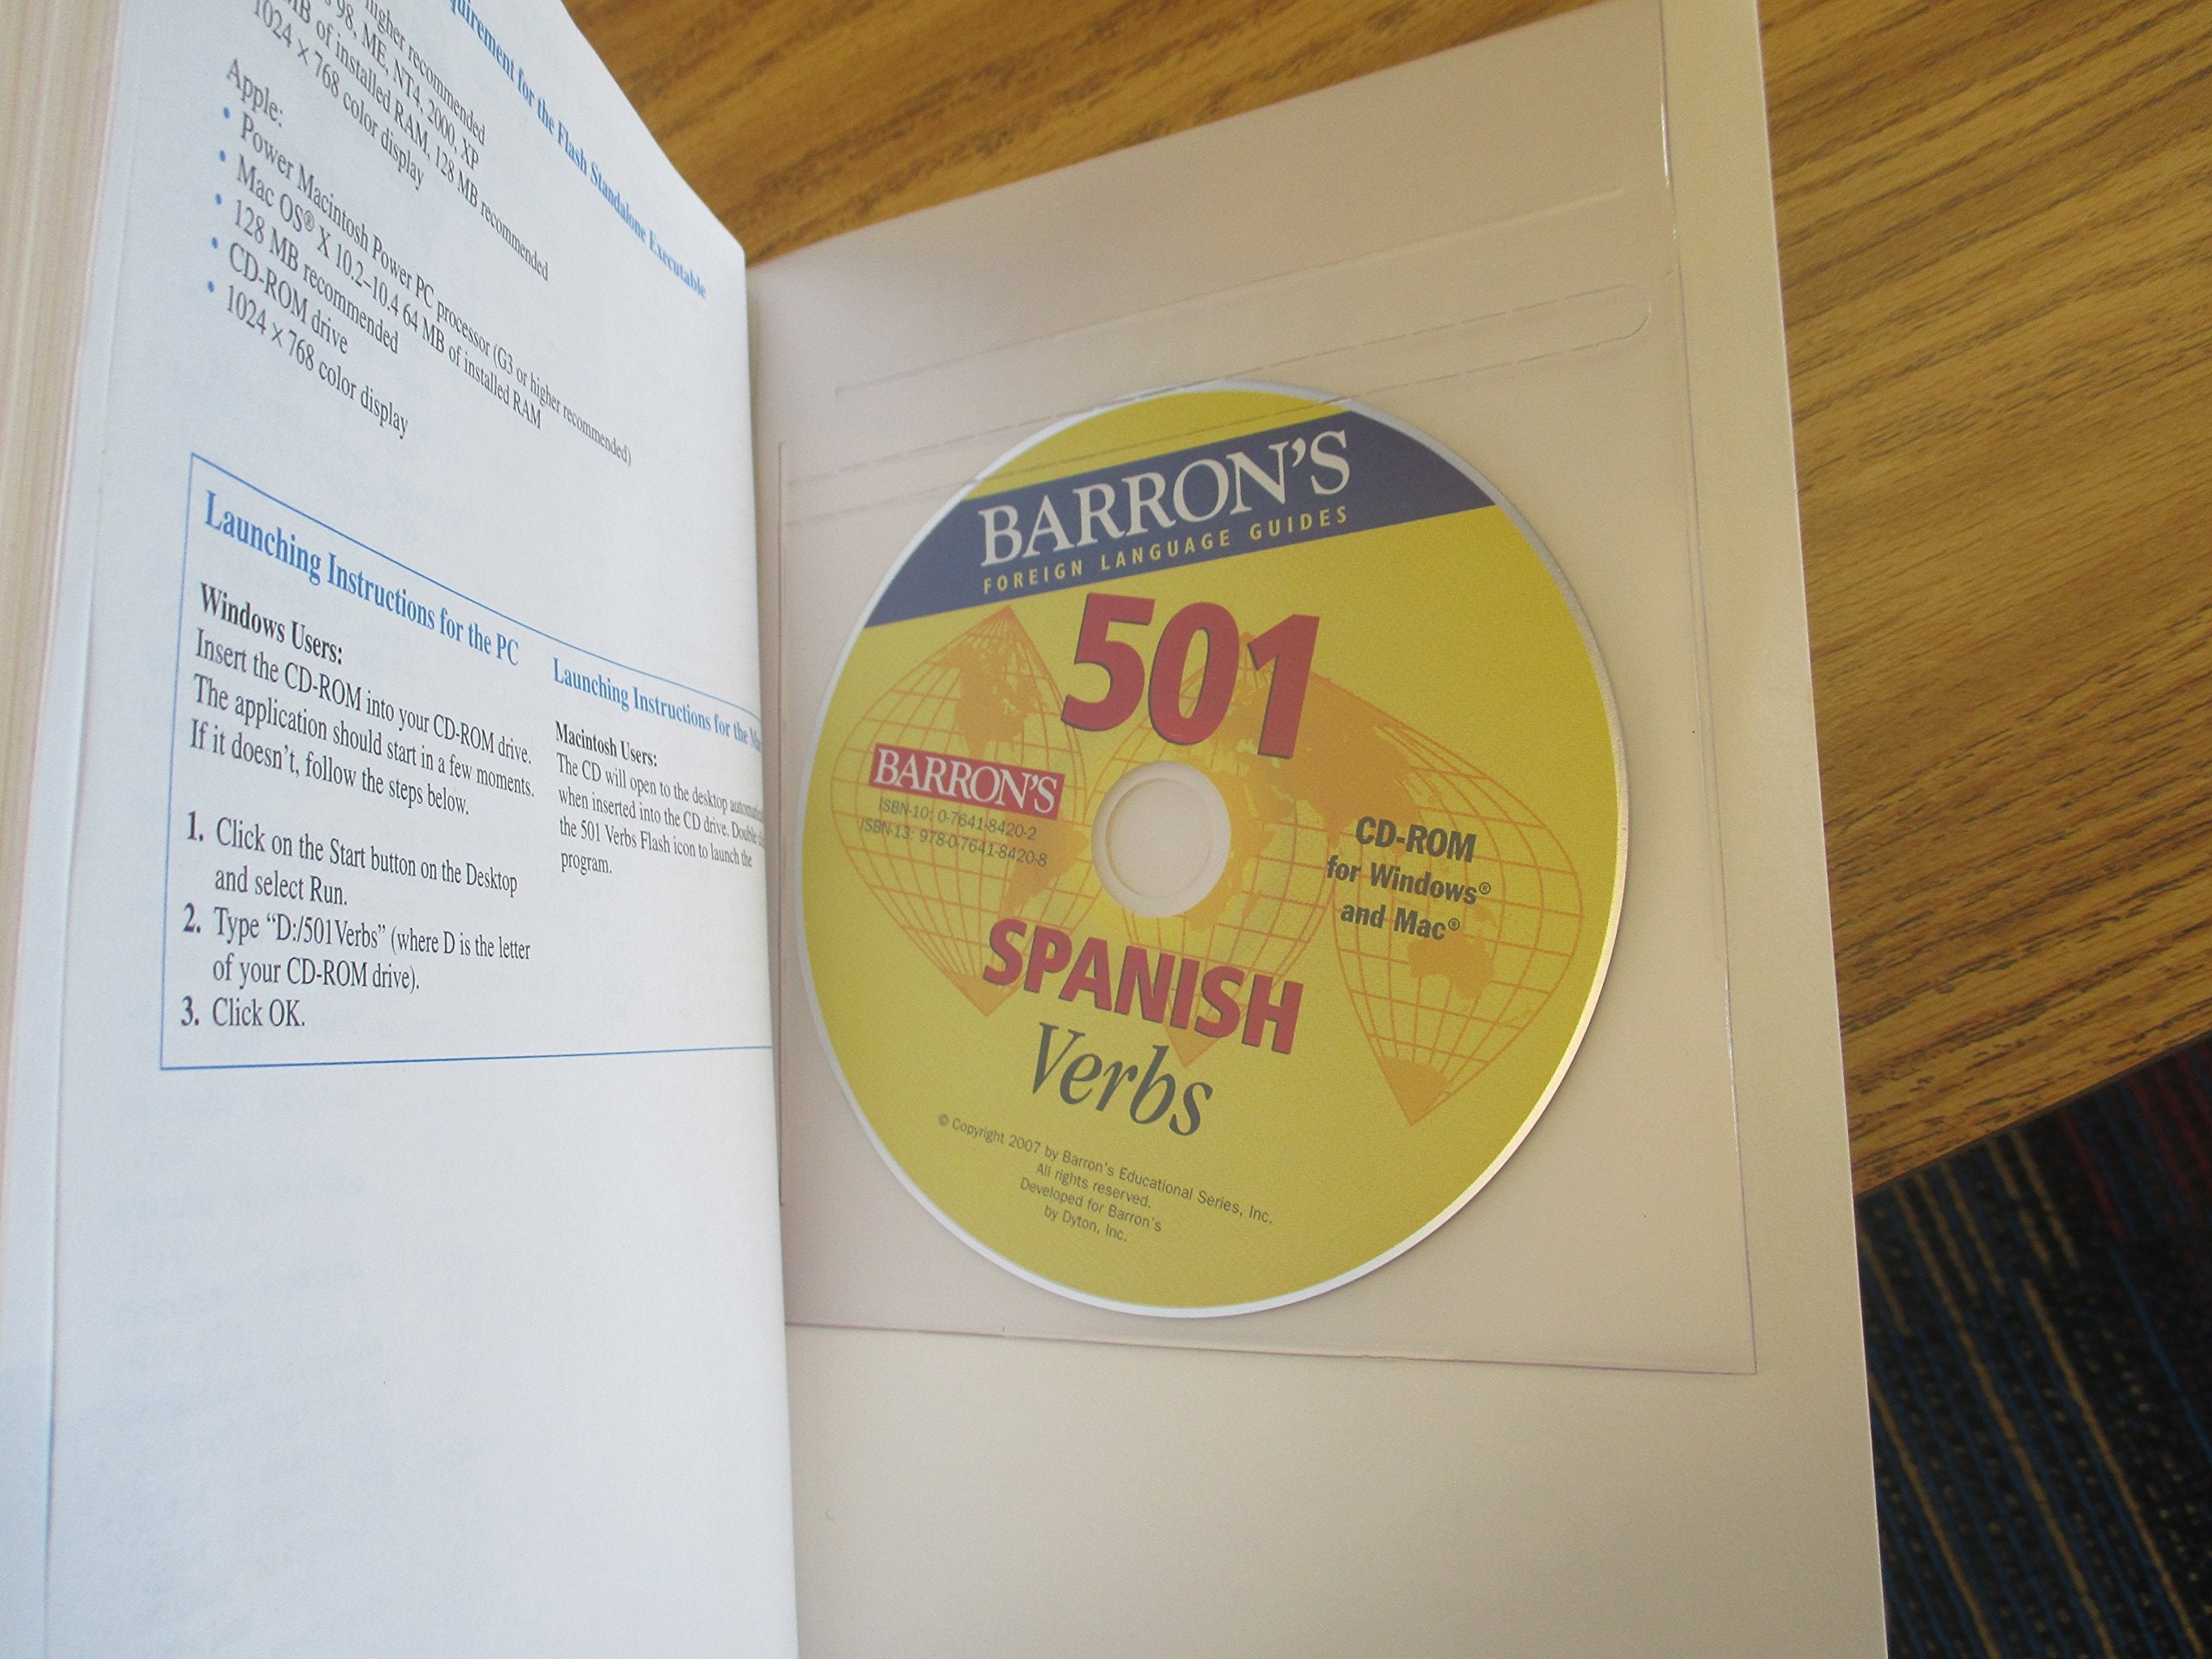 quirement for the Flash Standalone Executable
higher recommended
98, ME, NT4, 2000, XP
MB of installed RAM, 128 MB recommended
1024 × 768 color display
Apple:
• Power Macintosh Power PC processor (G3 or higher recommended)
• Mac OS® X 10.2–10.4 64 MB of installed RAM
• 128 MB recommended
• CD-ROM drive
• 1024 × 768 color display
Launching Instructions for the PC
Windows Users:
Insert the CD-ROM into your CD-ROM drive.
The application should start in a few moments.
If it doesn't, follow the steps below.
1. Click on the Start button on the Desktop
and select Run.
2. Type “D:/501Verbs” (where D is the letter
of your CD-ROM drive).
3. Click OK.
Launching Instructions for the
Macintosh Users:
The CD will open to the desktop
when inserted into the CD drive. Double
the 501 Verbs Flash icon to launch the
program.
BARRON'S
FOREIGN LANGUAGE GUIDES
501
BARRON'S
ISBN-10: 0-7641-8420-2
ISBN-13: 978-0-7641-8420-8
CD-ROM
for Windows®
and Mac®
SPANISH
Verbs
© Copyright 2007 by Barron's Educational Series, Inc.
All rights reserved.
Developed for Barron's
by Dyton, Inc.